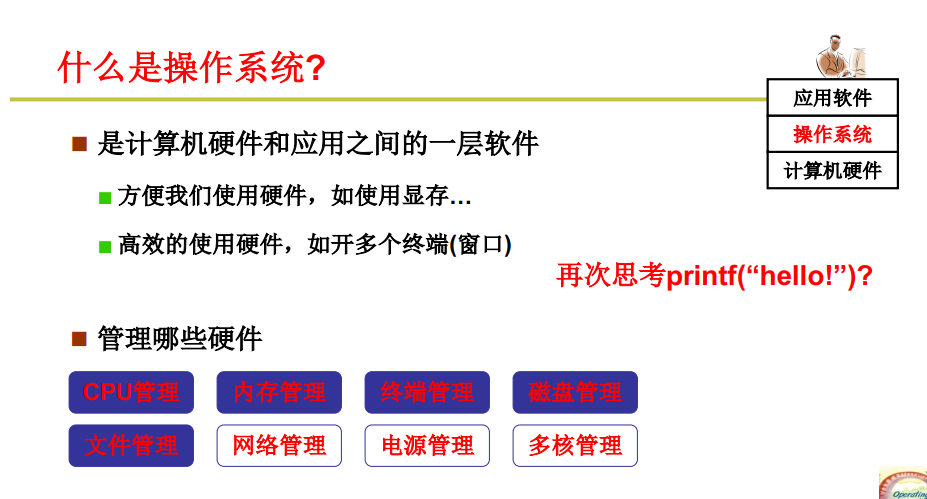 什么是操作系统?
应用软件
操作系统
计算机硬件
是计算机硬件和应用之间的一层软件
方便我们使用硬件，如使用显存…
高效的使用硬件，如开多个终端(窗口)
再次思考printf(“hello!”)?
管理哪些硬件
CPU管理 内存管理 终端管理 磁盘管理
文件管理 网络管理 电源管理 多核管理
Operating